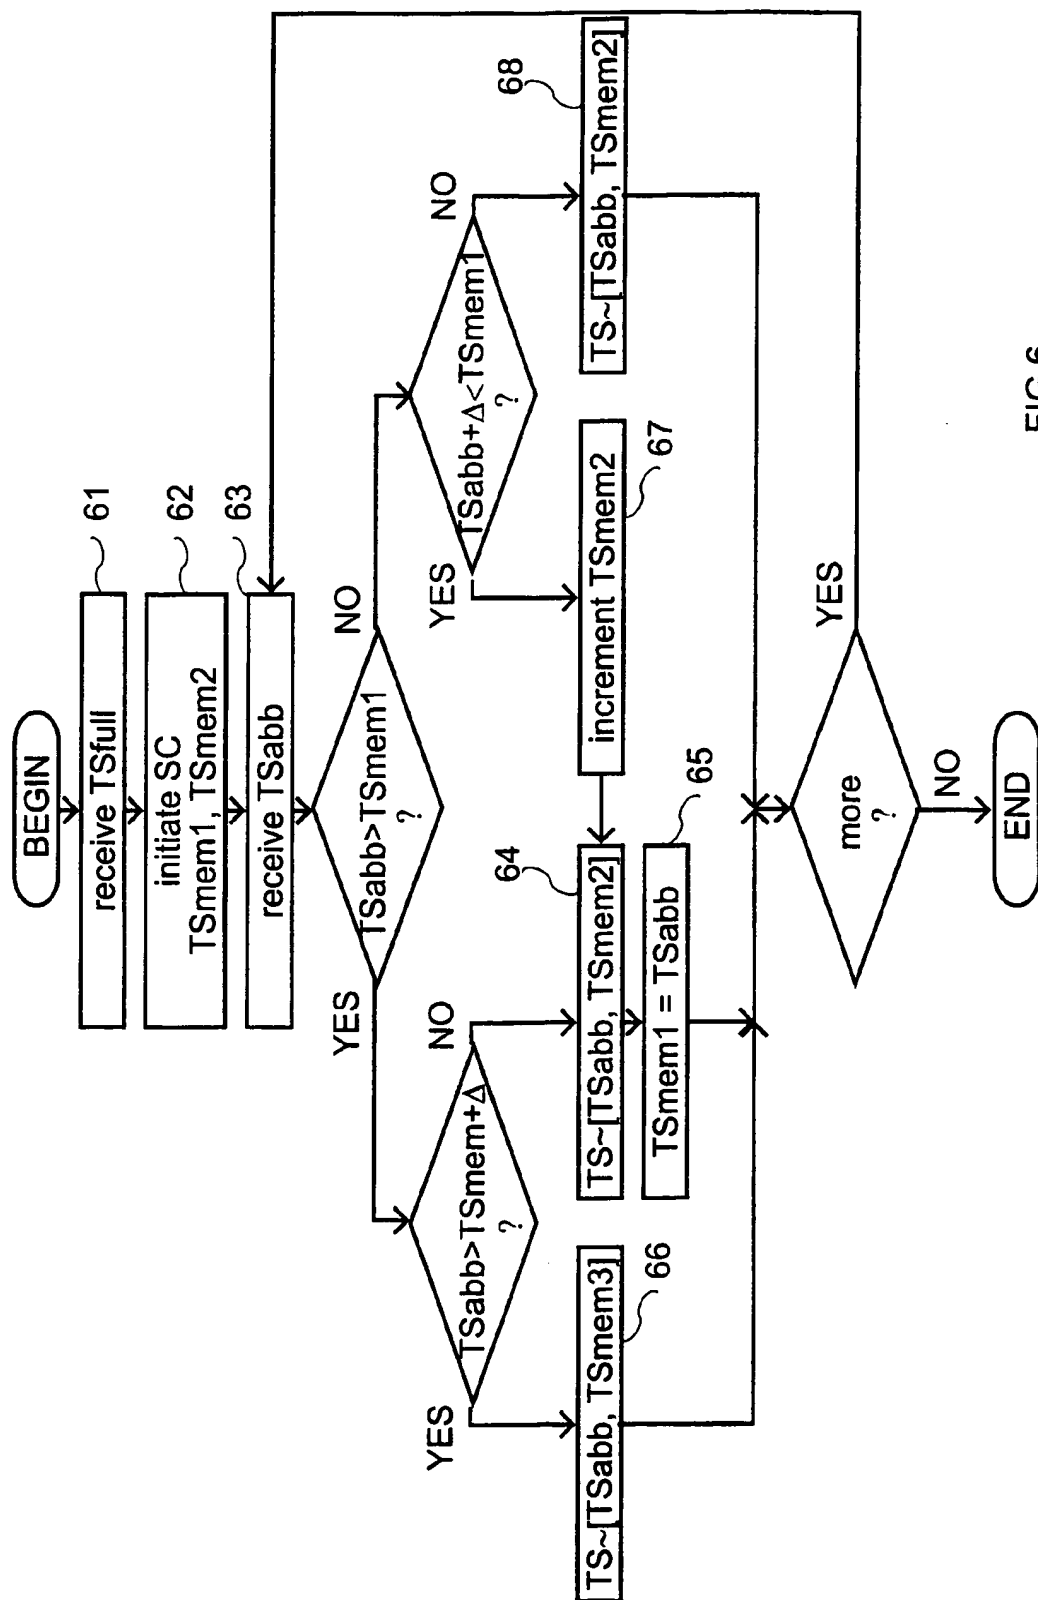 BEGIN
receive TSfull
61
initiate SC
TSmem1, TSmem2
62
receive TSabb
63
TSabb>TSmem1
?
YES
NO
TSabb>TSmem+Δ
?
YES
NO
TSabb+Δ<TSmem1
?
YES
NO
TS~[TSabb, TSmem3]
66
TS~[TSabb, TSmem2]
64
TSmem1 = TSabb
65
increment TSmem2
67
TS~[TSabb, TSmem2]
68
more
?
YES
NO
END
FIG 6